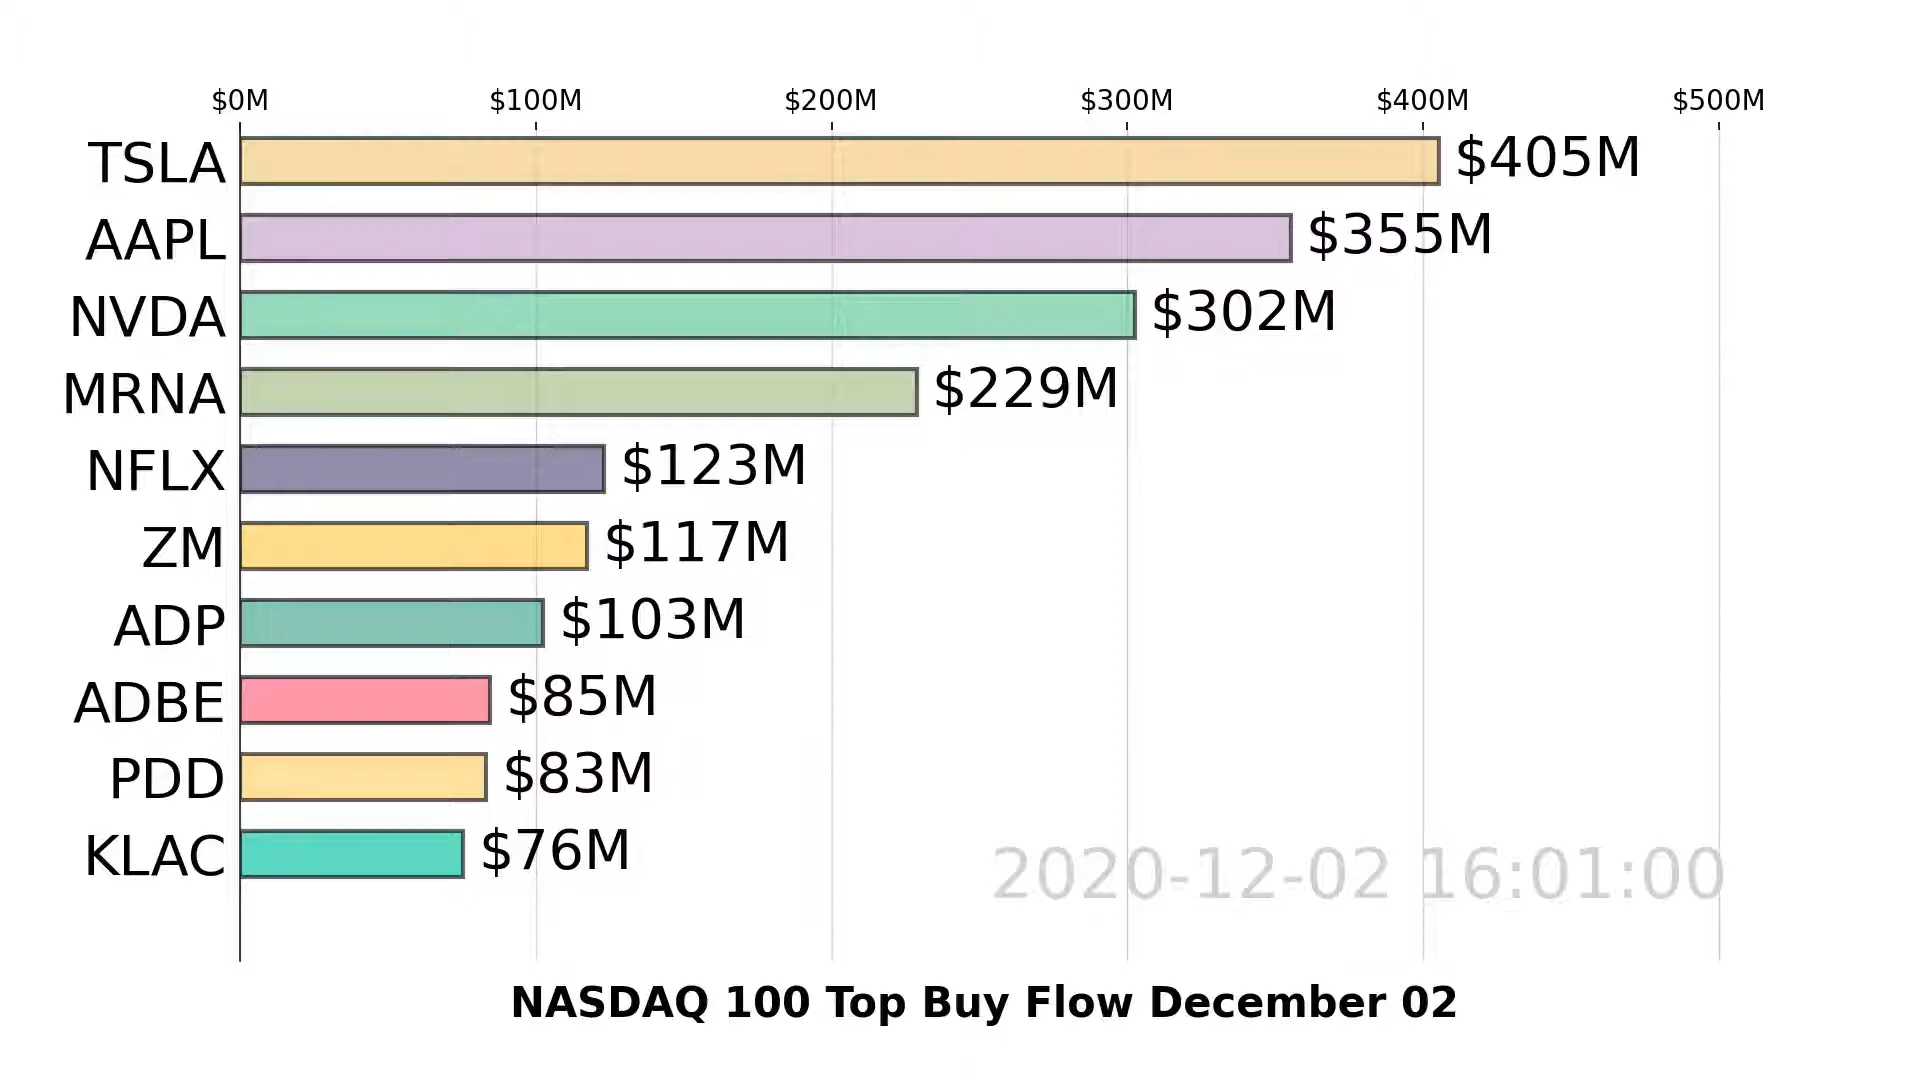 $0M $100M $200M $300M $400M $500M
TSLA $405M
AAPL $355M
NVDA $302M
MRNA $229M
NFLX $123M
ZM $117M
ADP $103M
ADBE $85M
PDD $83M
KLAC $76M
2020-12-02 16:01:00
NASDAQ 100 Top Buy Flow December 02